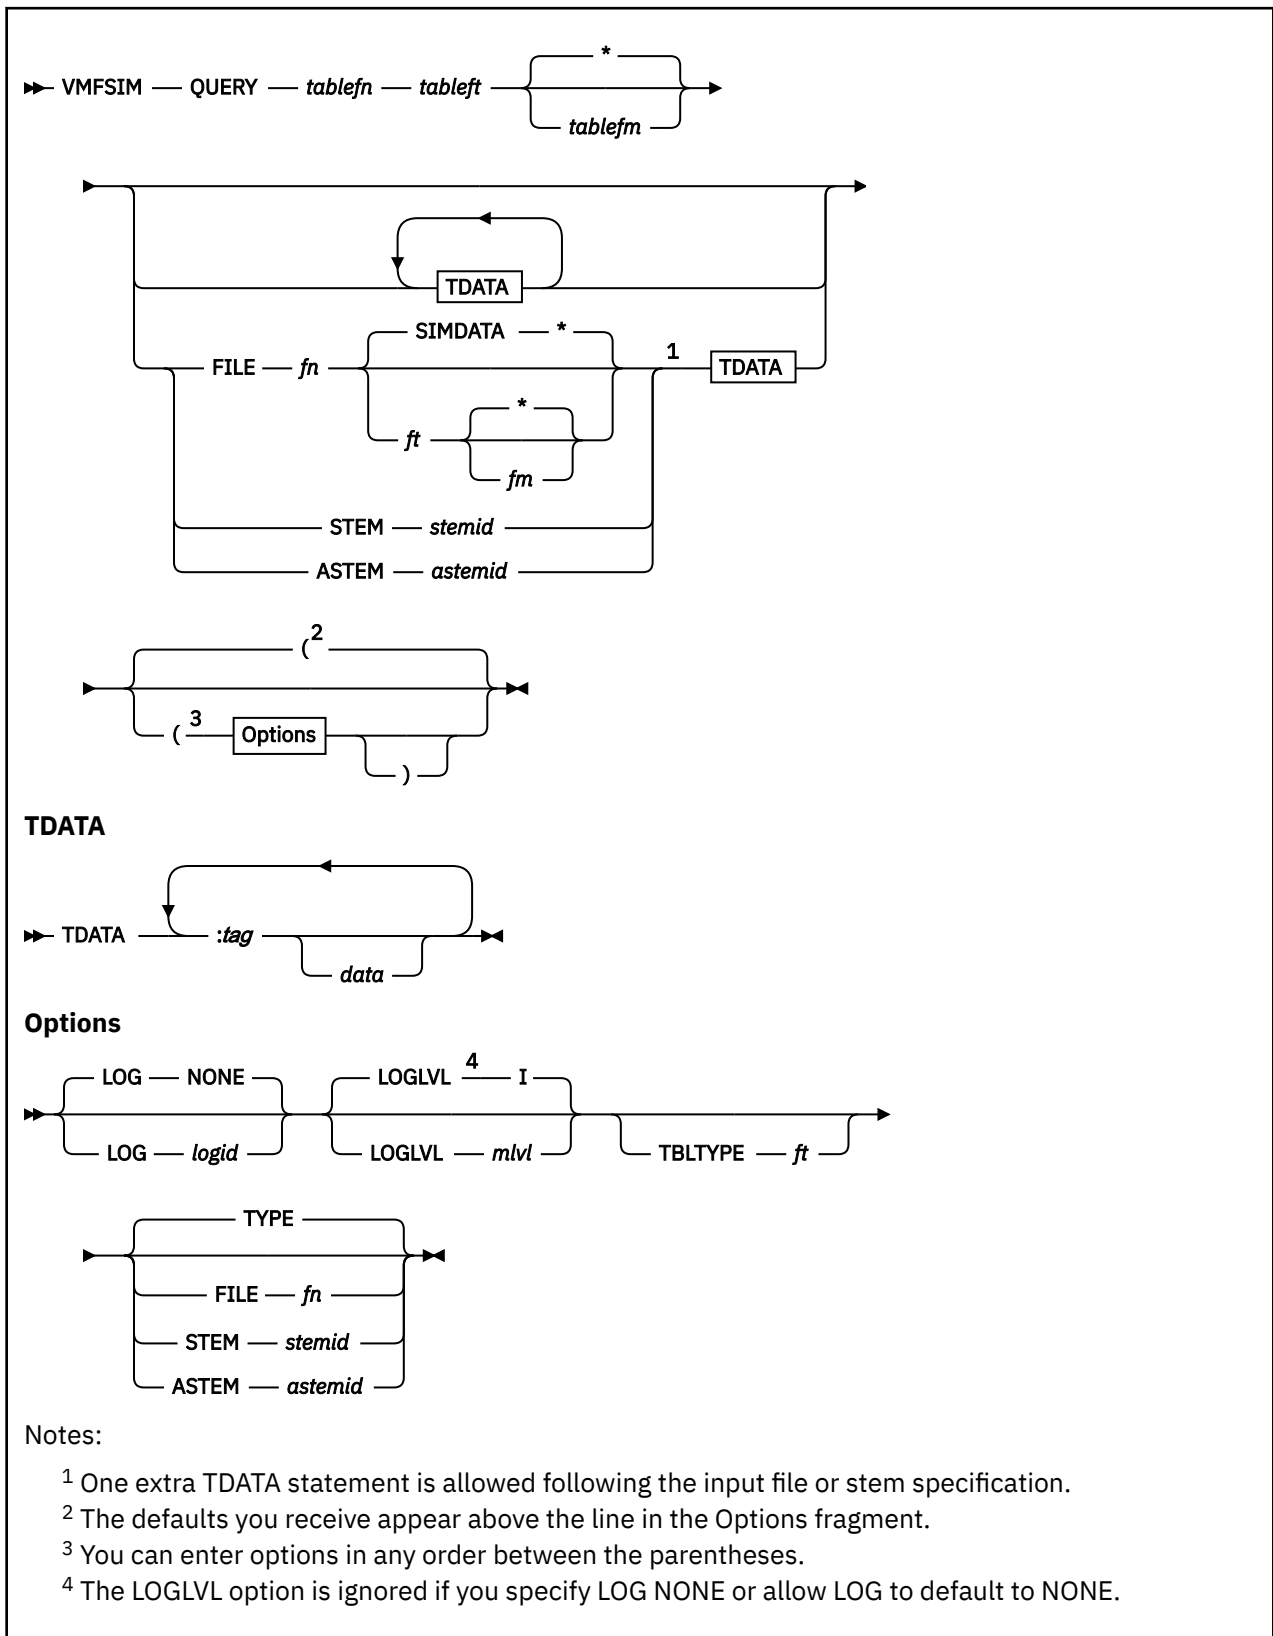 *
VMFSIM QUERY tablefn tableft
tablefm
TDATA
SIMDATA *
FILE fn 1 TDATA
*
ft
fm
STEM stemid
ASTEM astemid
( 2
( 3 Options
)
TDATA
TDATA :tag
data
Options
LOG NONE LOGLVL 4 I
LOG logid LOGLVL mlvl TBLTYPE ft
TYPE
FILE fn
STEM stemid
ASTEM astemid
Notes:
1 One extra TDATA statement is allowed following the input file or stem specification.
2 The defaults you receive appear above the line in the Options fragment.
3 You can enter options in any order between the parentheses.
4 The LOGLVL option is ignored if you specify LOG NONE or allow LOG to default to NONE.